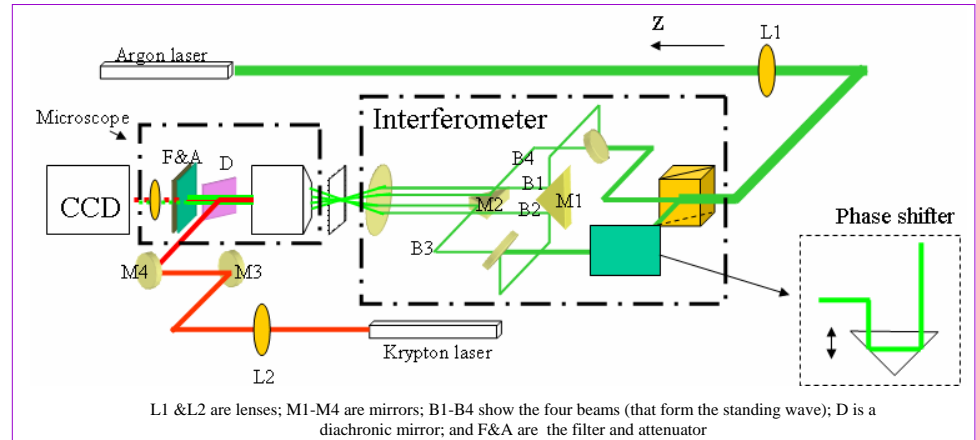 Z
L1
Argon laser
Microscope
Interferometer
F&A
D
B4
B1
M2
M1
B2
CCD
Phase shifter
B3
M4
M3
Krypton laser
L2
L1 &L2 are lenses; M1-M4 are mirrors; B1-B4 show the four beams (that form the standing wave); D is a
diachronic mirror; and F&A are the filter and attenuator